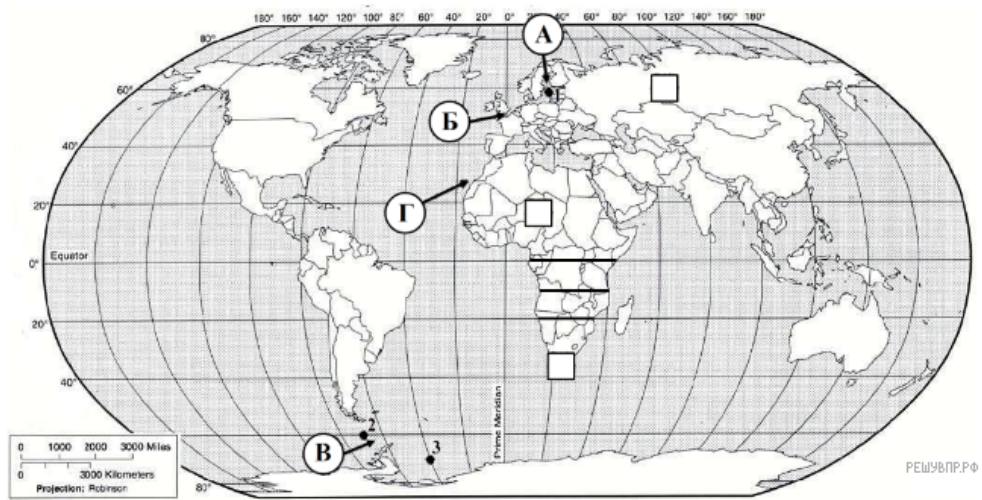 180° 160° 140° 120° 100° 80° 60° 40° 20° 0° 20° 40° 60° 80° 100° 120° 140° 160° 180°
80°
А
60°
1
Б
40°
Г
20°
Equator
0°
20°
40°
Prime Meridian
2
В
3
0 1000 2000 3000 Miles
0 3000 Kilometers
Projection: Robinson
80°
РЕШУВПР.РФ